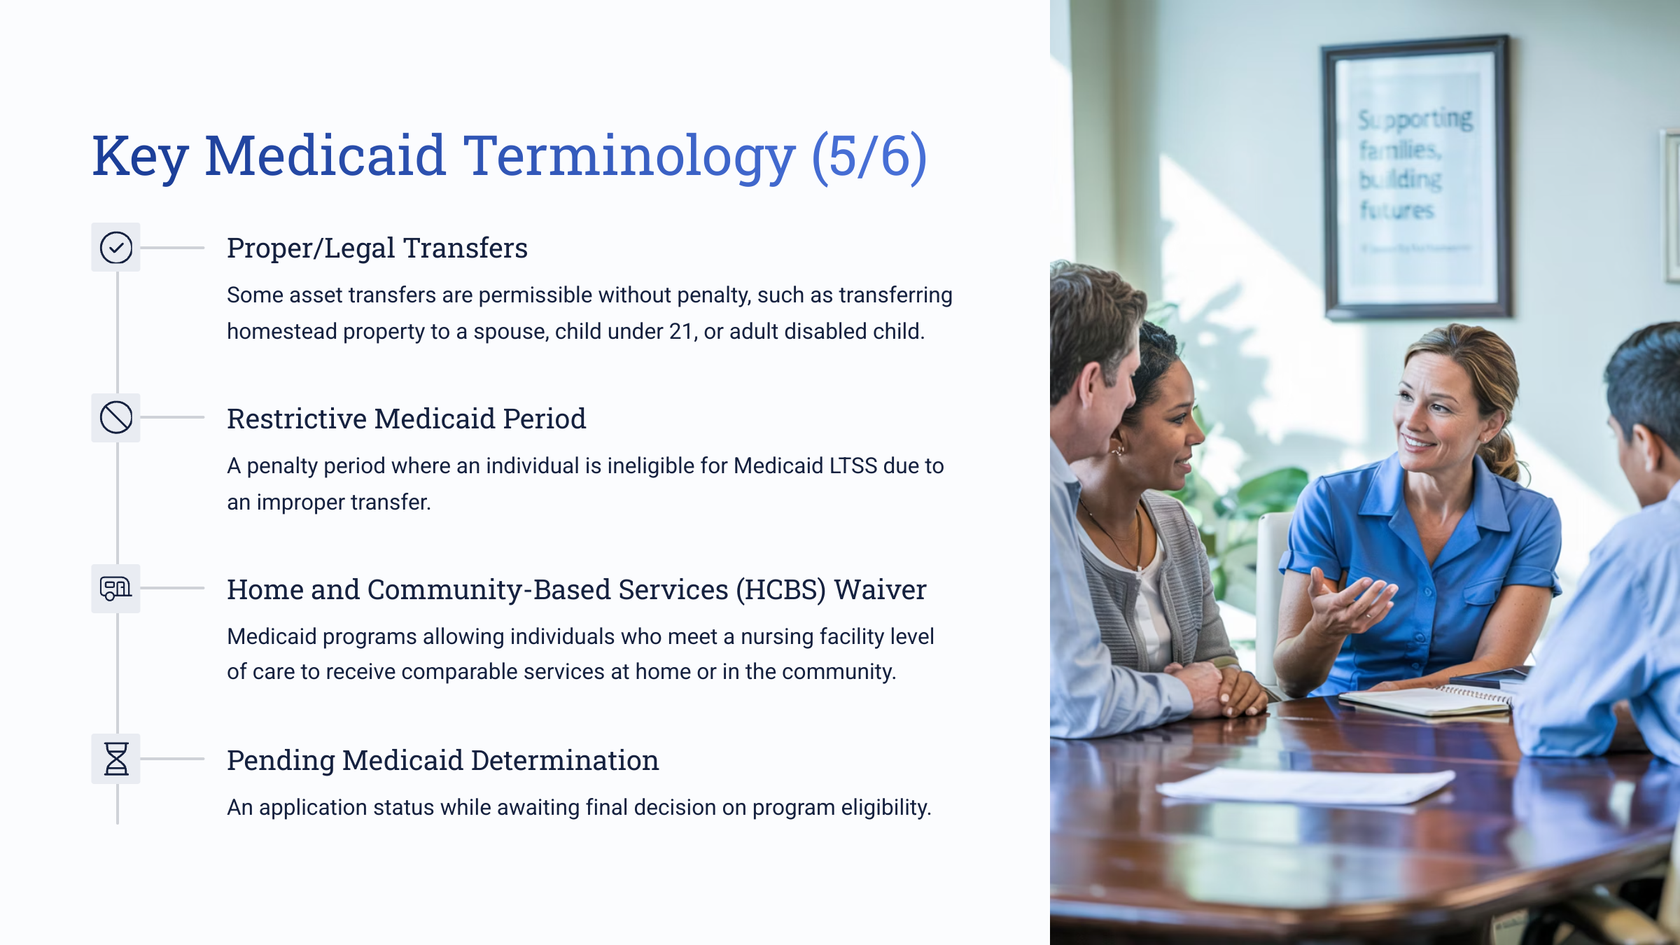 Key Medicaid Terminology (5/6)
Proper/Legal Transfers
Some asset transfers are permissible without penalty, such as transferring
homestead property to a spouse, child under 21, or adult disabled child.
Restrictive Medicaid Period
A penalty period where an individual is ineligible for Medicaid LTSS due to
an improper transfer.
Home and Community-Based Services (HCBS) Waiver
Medicaid programs allowing individuals who meet a nursing facility level
of care to receive comparable services at home or in the community.
Pending Medicaid Determination
An application status while awaiting final decision on program eligibility.
Supporting
families,
building
futures